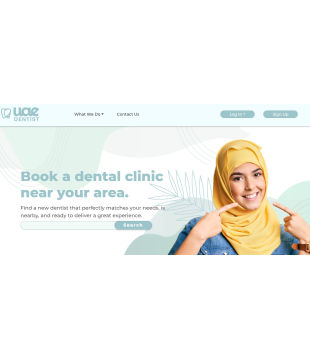 uae
DENTIST
What We Do
Contact Us
Log In
Sign Up
Book a dental clinic
near your area.
Find a new dentist that perfectly matches your needs, is
nearby, and ready to deliver a great experience.
Search